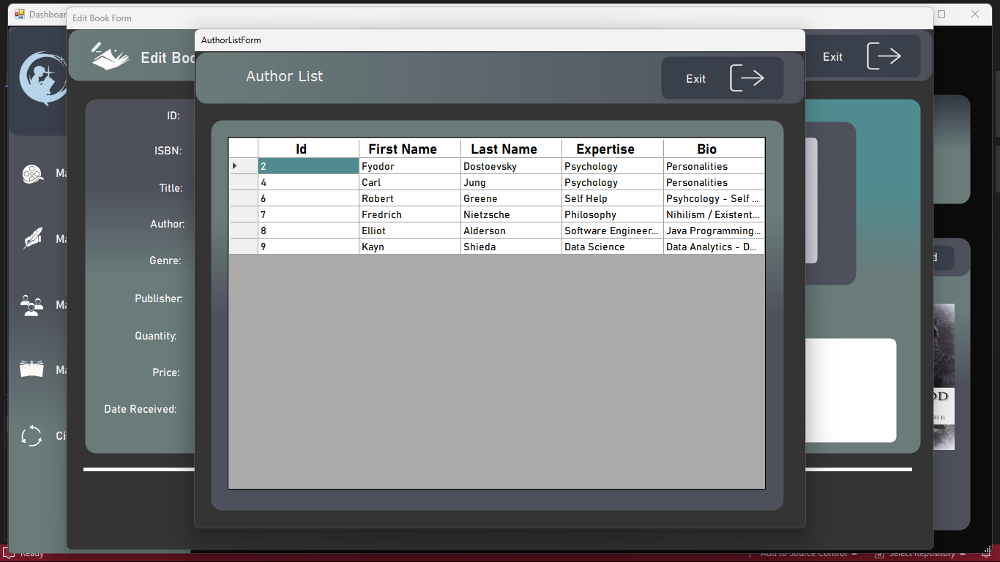 Dashboar
Edit Book Form
AuthorListForm
Edit Boo
Exit
Author List
Exit
ID:
ISBN:
Title:
Author:
Genre:
Publisher:
Quantity:
Price:
Date Received:
Ma
Ma
Ma
Ma
Ci
Id First Name Last Name Expertise Bio
2 Fyodor Dostoevsky Psychology Personalities
4 Carl Jung Psychology Personalities
6 Robert Greene Self Help Psyhcology - Self ...
7 Fredrich Nietzsche Philosophy Nihilism / Existent...
8 Elliot Alderson Software Engineer... Java Programming...
9 Kayn Shieda Data Science Data Analytics - D...
d
OD
HE
Ready
Add to Source Control
Select Repository